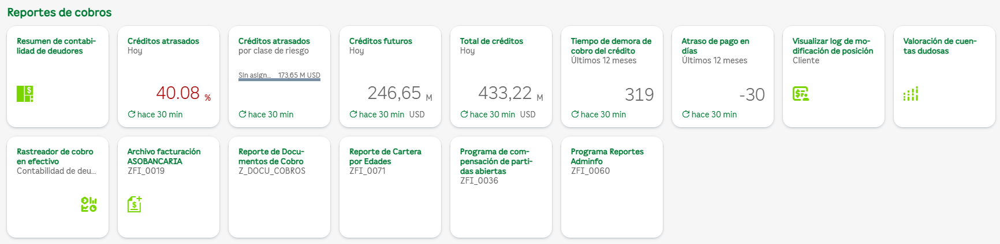 Reportes de cobros
Resumen de contabi-
lidad de deudores
Créditos atrasados
Hoy
40.08 %
hace 30 min
Créditos atrasados
por clase de riesgo
Sin asign... 173,65 M USD
hace 30 min
Créditos futuros
Hoy
246,65 M
hace 30 min USD
Total de créditos
Hoy
433,22 M
hace 30 min USD
Tiempo de demora de
cobro del crédito
Últimos 12 meses
319
hace 30 min
Atraso de pago en
días
Últimos 12 meses
-30
hace 30 min
Visualizar log de mo-
dificación de posición
Cliente
Valoración de cuen-
tas dudosas
Rastreador de cobro
en efectivo
Contabilidad de deu...
Archivo facturación
ASOBANCARIA
ZFI_0019
Reporte de Docu-
mentos de Cobro
Z_DOCU_COBROS
Reporte de Cartera
por Edades
ZFI_0071
Programa de com-
pensación de parti-
das abiertas
ZFI_0036
Programa Reportes
Adminfo
ZFI_0060